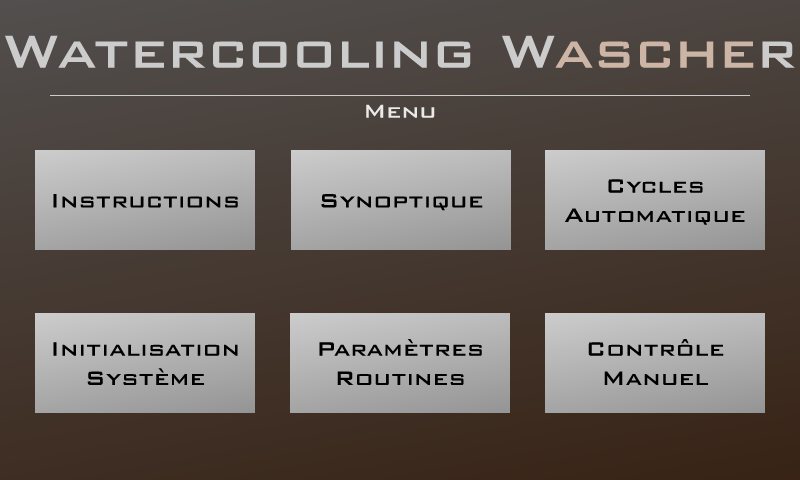 Watercooling Wascher
Menu
Instructions
Synoptique
Cycles
Automatique
Initialisation
Système
Paramètres
Routines
Contrôle
Manuel